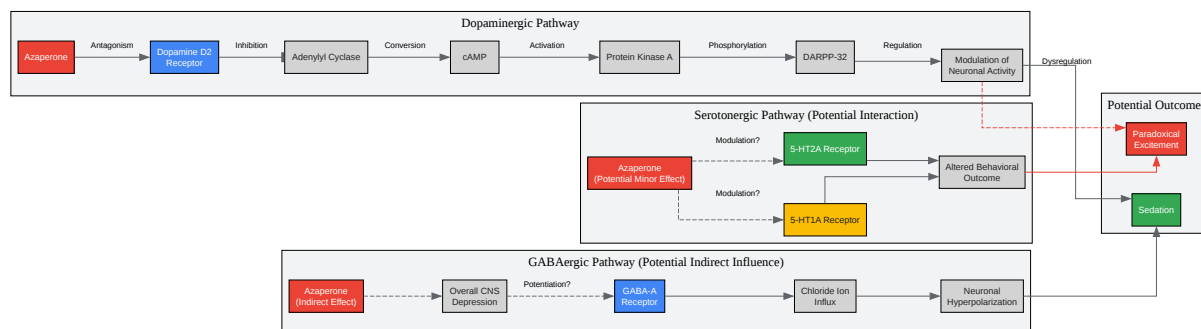 Dopaminergic Pathway
Azaperone
Antagonism
Dopamine D2
Receptor
Inhibition
Adenylyl Cyclase
Conversion
cAMP
Activation
Protein Kinase A
Phosphorylation
DARPP-32
Regulation
Modulation of
Neuronal Activity
Dysregulation
Potential Outcome
Paradoxical
Excitement
Sedation
Serotonergic Pathway (Potential Interaction)
Azaperone
(Potential Minor Effect)
Modulation?
5-HT2A Receptor
Modulation?
5-HT1A Receptor
Altered Behavioral
Outcome
GABAergic Pathway (Potential Indirect Influence)
Azaperone
(Indirect Effect)
Overall CNS
Depression
Potentiation?
GABA-A
Receptor
Chloride Ion
Influx
Neuronal
Hyperpolarization